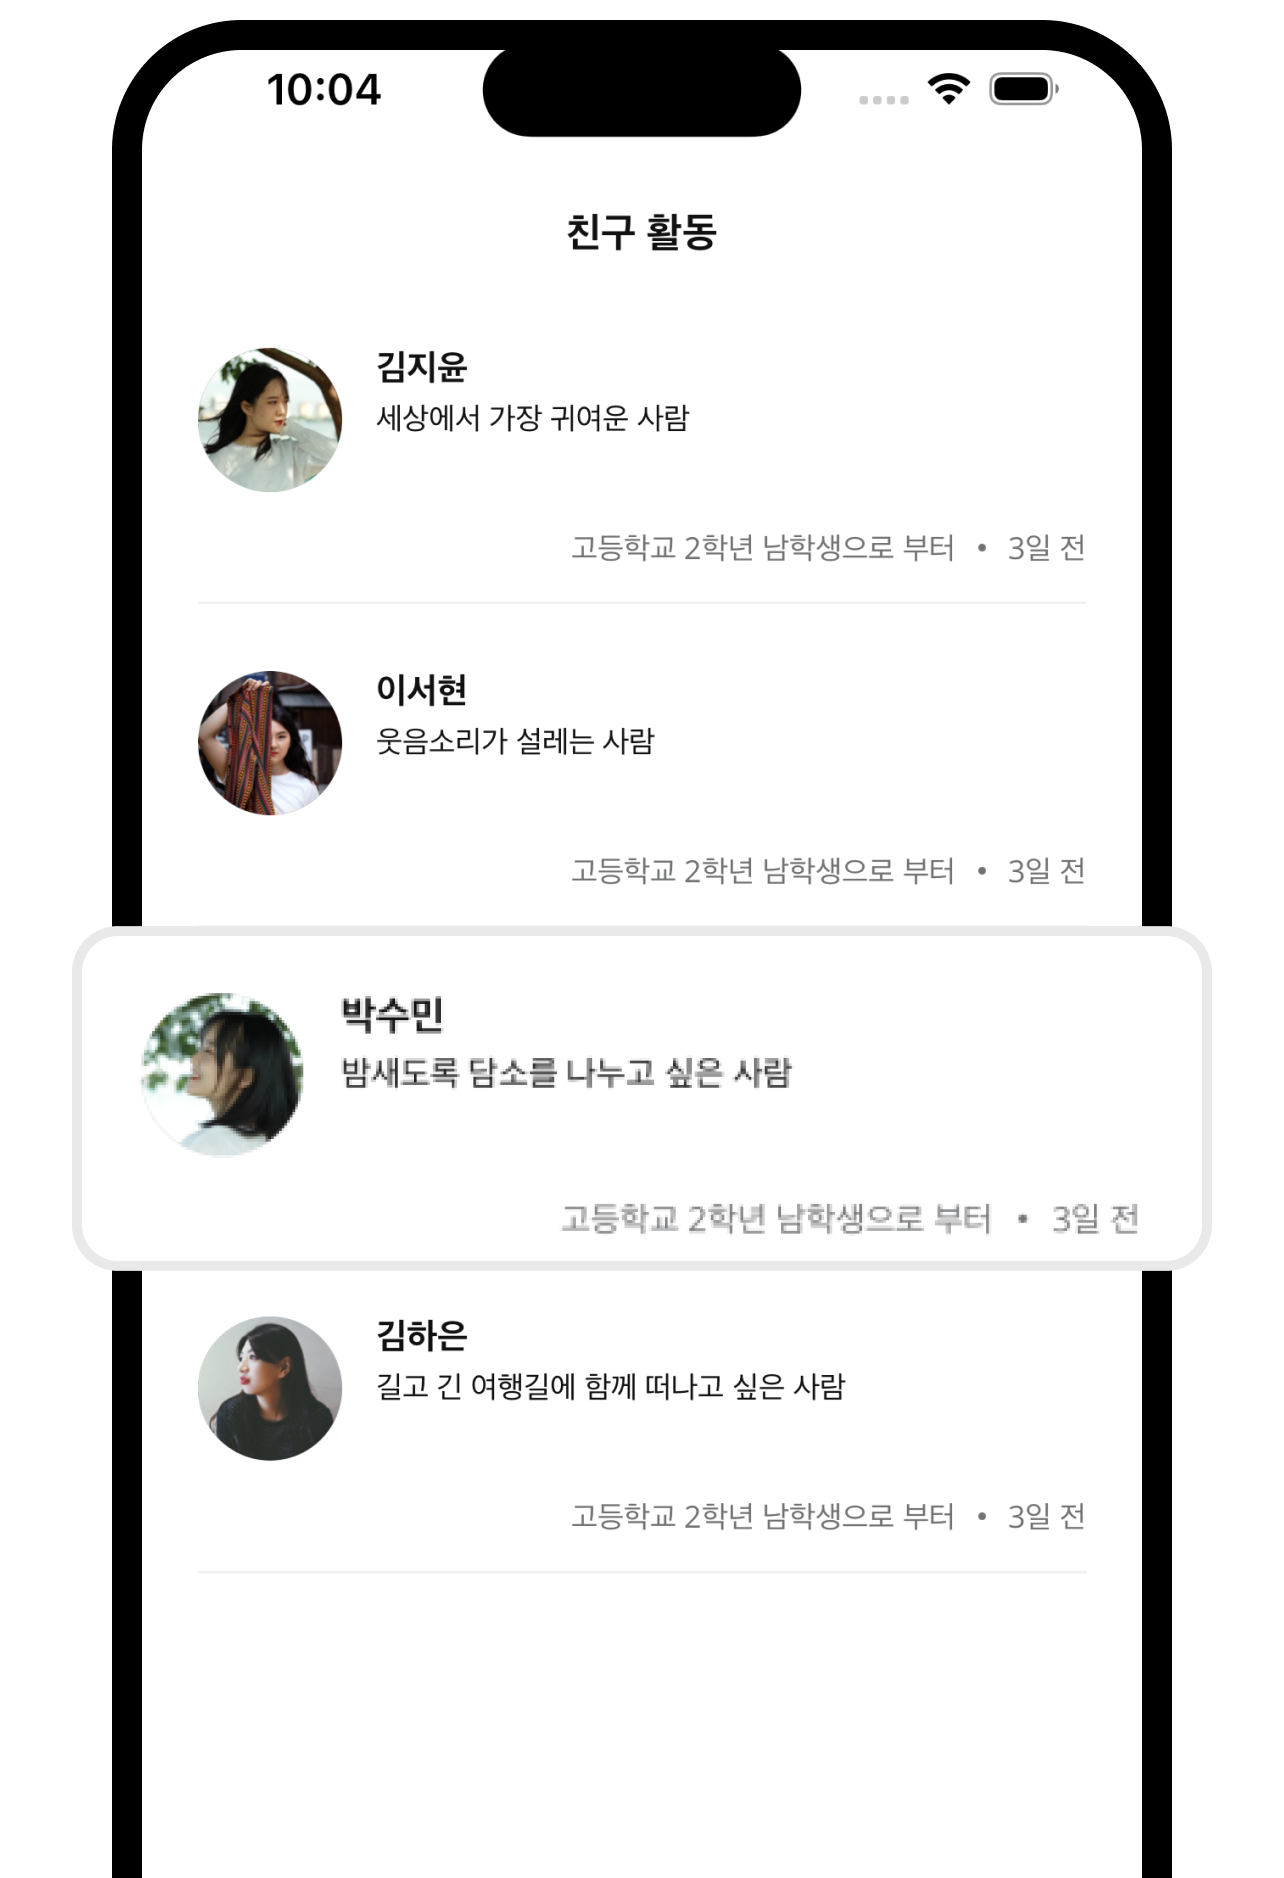 10:04
친구 활동
김지윤
세상에서 가장 귀여운 사람
고등학교 2학년 남학생으로 부터 • 3일 전
이서현
웃음소리가 설레는 사람
고등학교 2학년 남학생으로 부터 • 3일 전
박수민
밤새도록 담소를 나누고 싶은 사람
고등학교 2학년 남학생으로 부터 • 3일 전
김하은
길고 긴 여행길에 함께 떠나고 싶은 사람
고등학교 2학년 남학생으로 부터 • 3일 전